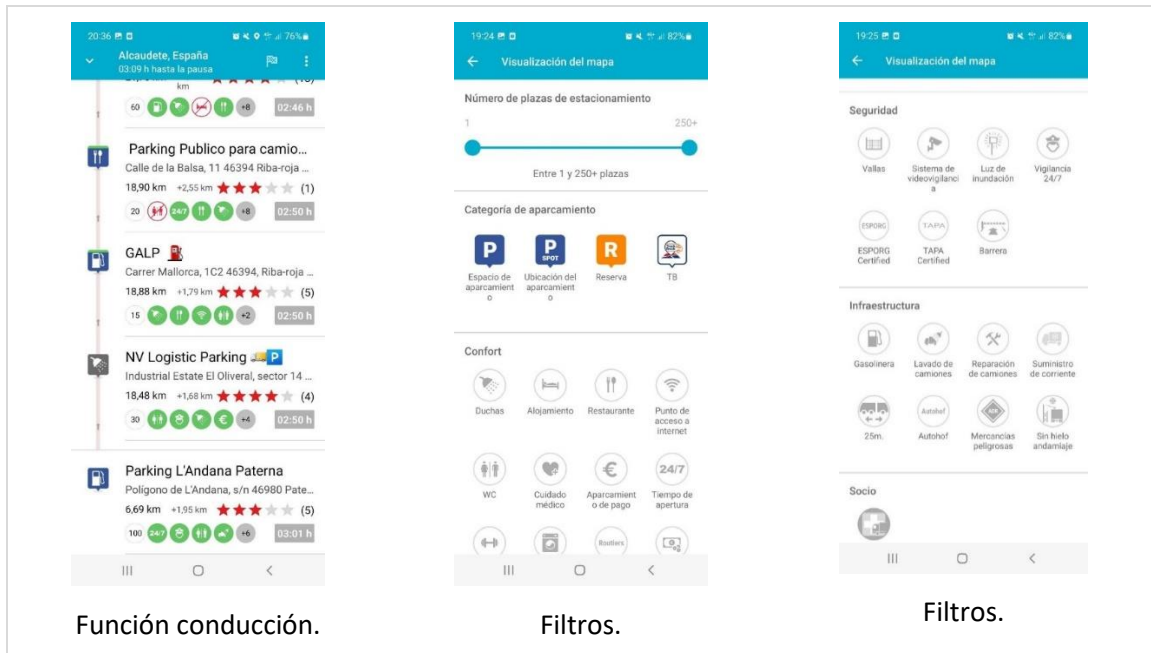 20:36 76%
Alcaudete, España
03:09 h hasta la pausa
km
60 +8 02:46 h
Parking Publico para camio...
Calle de la Balsa, 11 46394 Riba-roja ...
18,90 km +2,55 km (1)
20 24/7 +8 02:50 h
GALP
Carrer Mallorca, 1C2 46394, Riba-roja ...
18,88 km +1,79 km (5)
15 +2 02:50 h
NV Logistic Parking P
Industrial Estate El Oliveral, sector 14 ...
18,48 km +1,68 km (4)
30 € +4 02:50 h
Parking L'Andana Paterna
Polígono de L'Andana, s/n 46980 Pate...
6,69 km +1,95 km (5)
100 24/7 +6 03:01 h
Función conducción.
19:24 82%
Visualización del mapa
Número de plazas de estacionamiento
1 250+
Entre 1 y 250+ plazas
Categoría de aparcamiento
P P SPOT R
Espacio de Ubicación del Reserva TB
aparcamient aparcamient
o o
Confort
Duchas Alojamiento Restaurante Punto de
acceso a
internet
€ 24/7
WC Cuidado Aparcamient Tiempo de
médico o de pago apertura
Routiers
Filtros.
19:25 82%
Visualización del mapa
Seguridad
Vallas Sistema de Luz de Vigilancia
videovigilanci inundación 24/7
a
ESPORG TAPA
ESPORG TAPA Barrera
Certified Certified
Infraestructura
Gasolinera Lavado de Reparación Suministro
camiones de camiones de corriente
Autohof ADR
25m. Autohof Mercancías Sin hielo
peligrosas andamiaje
Socio
Filtros.